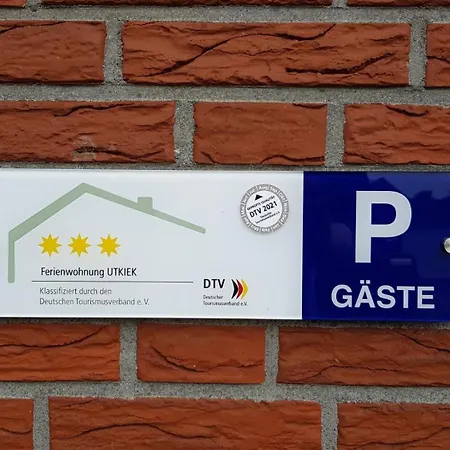 Ferienwohnung UTKIEK
Klassifiziert durch den
Deutschen Tourismusverband e. V.
DTV 2021
DTV
Deutscher
Tourismusverband e.V.
P
GÄSTE